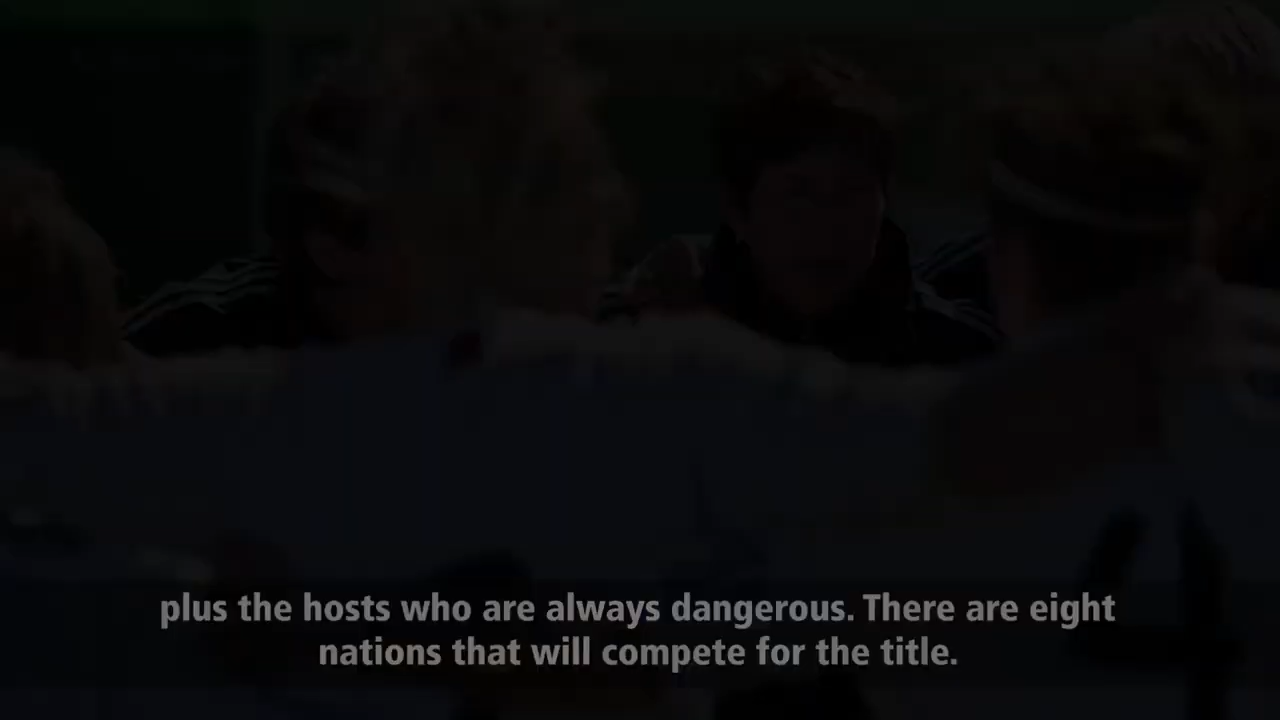 plus the hosts who are always dangerous. There are eight
nations that will compete for the title.